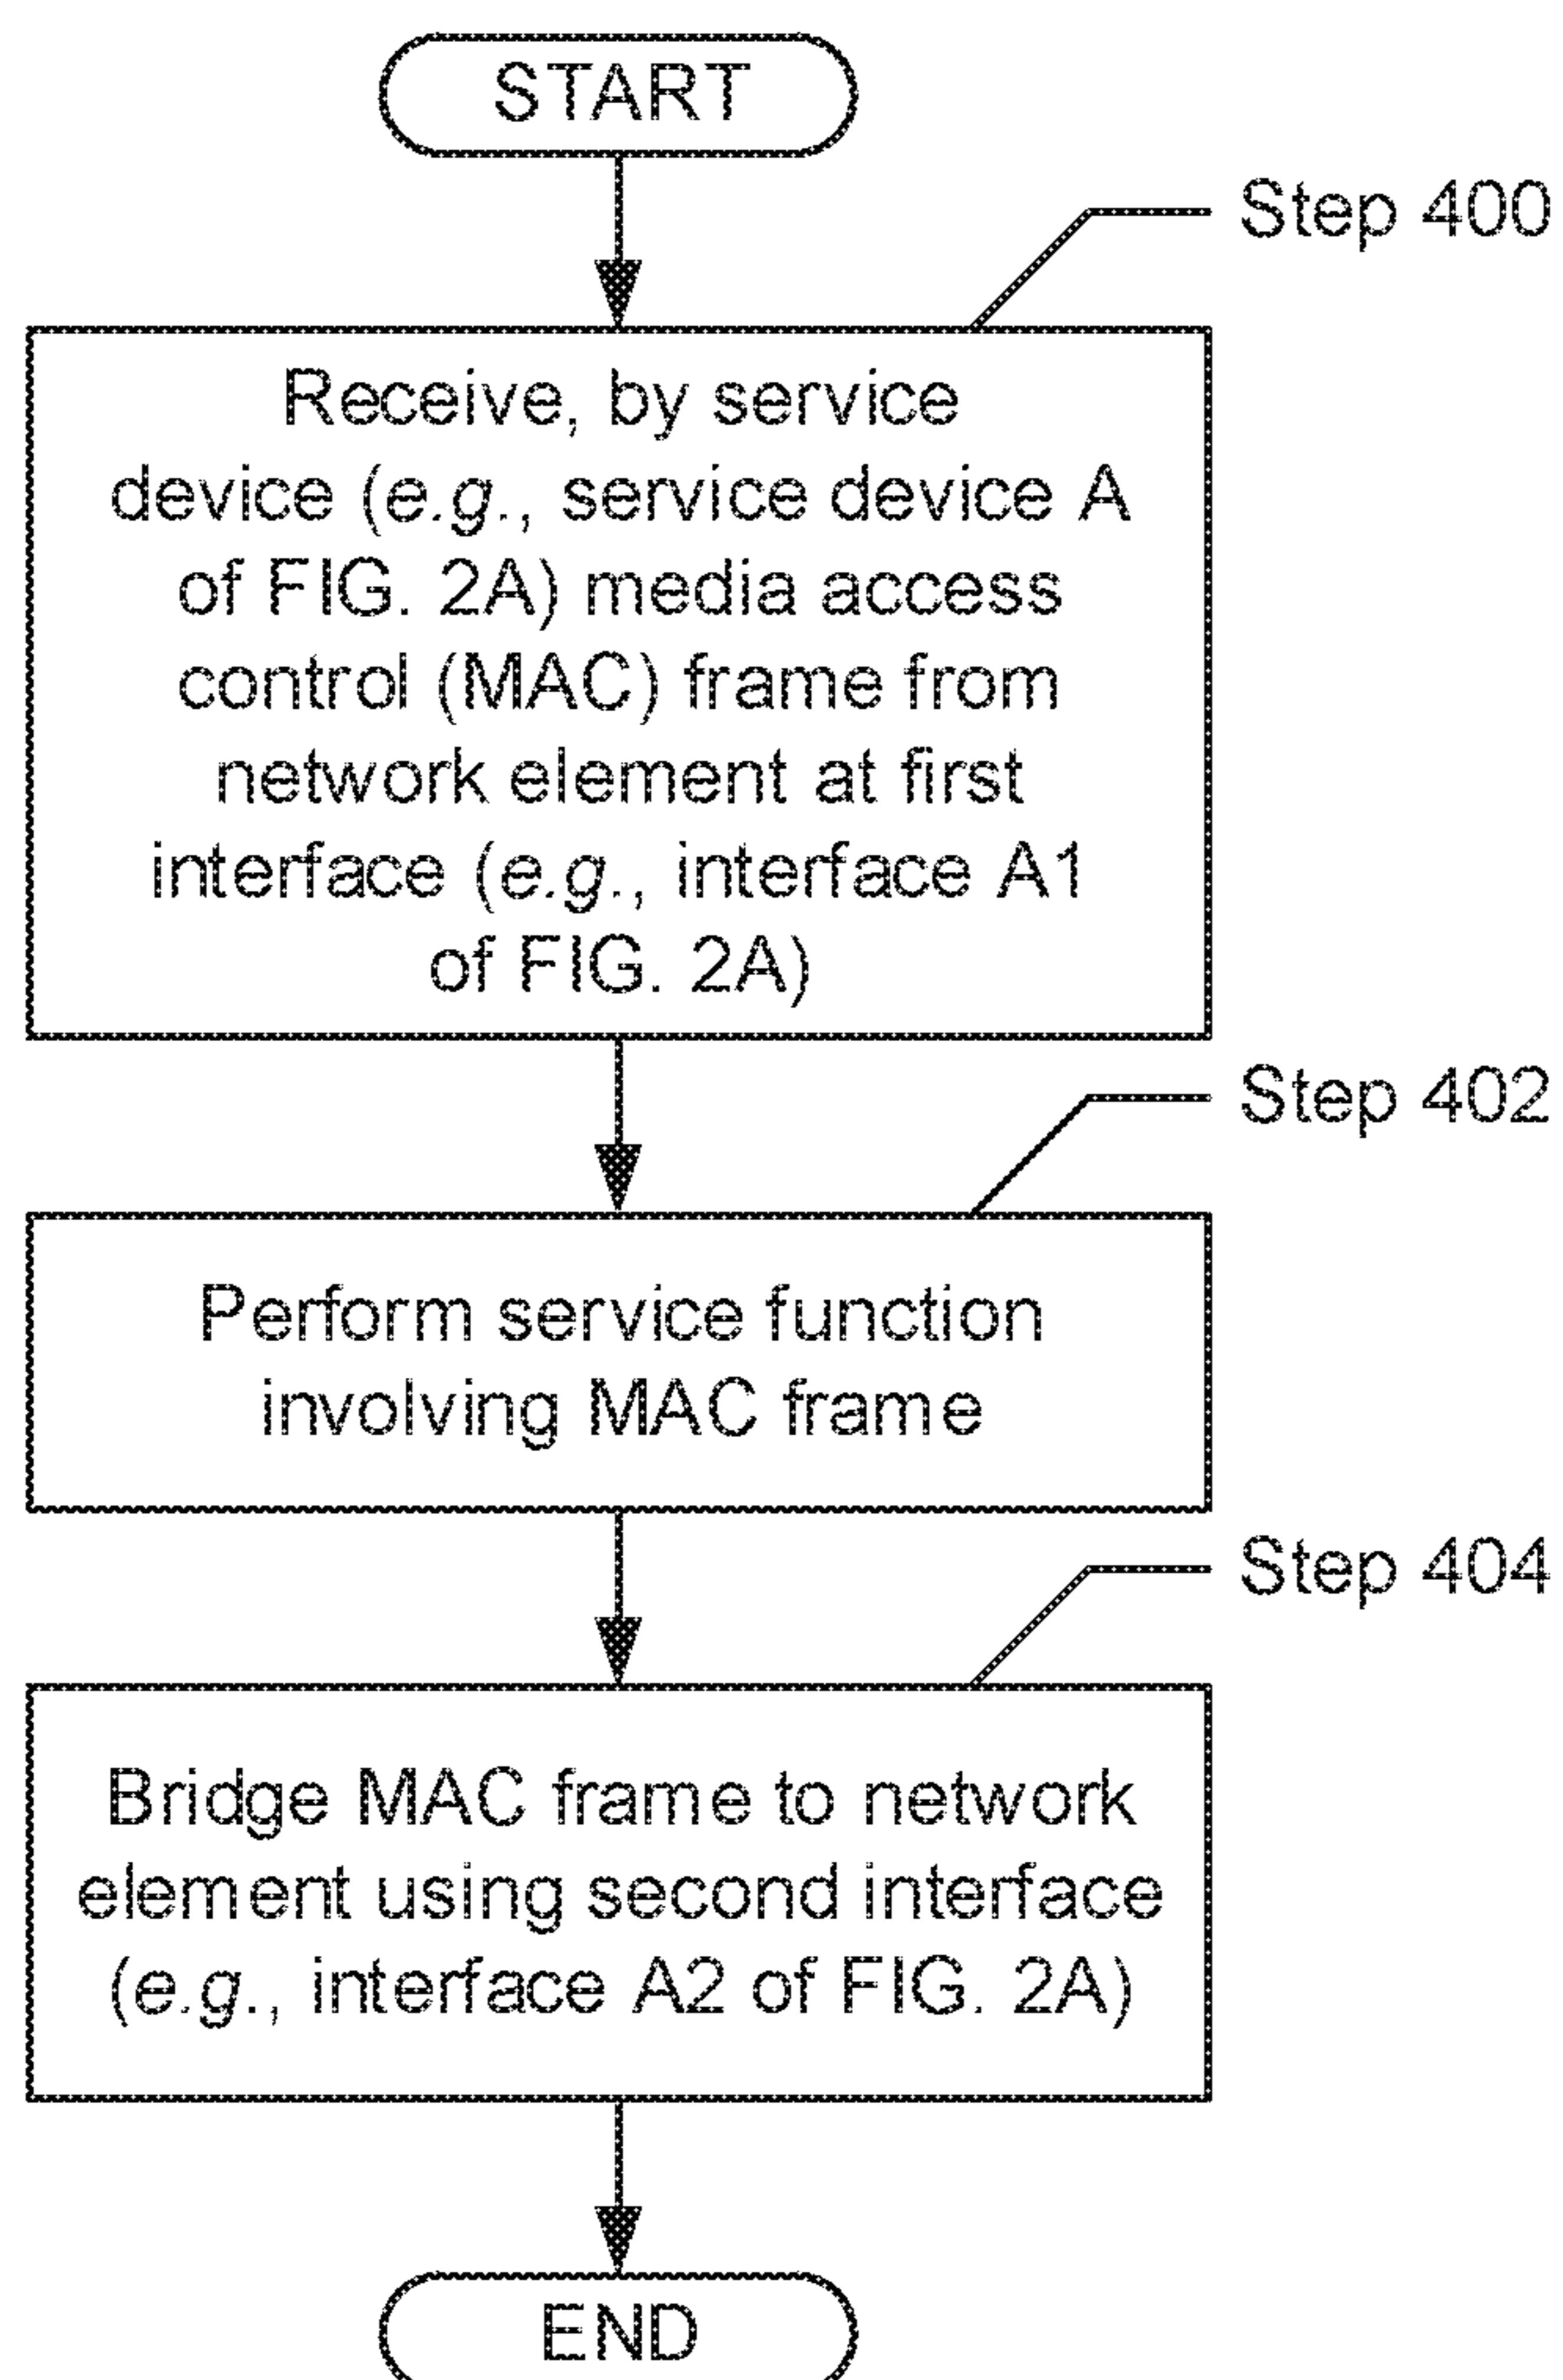 START
Step 400
Receive, by service
device (e.g., service device A
of FIG. 2A) media access
control (MAC) frame from
network element at first
interface (e.g., interface A1
of FIG. 2A)
Step 402
Perform service function
involving MAC frame
Step 404
Bridge MAC frame to network
element using second interface
(e.g., interface A2 of FIG. 2A)
END